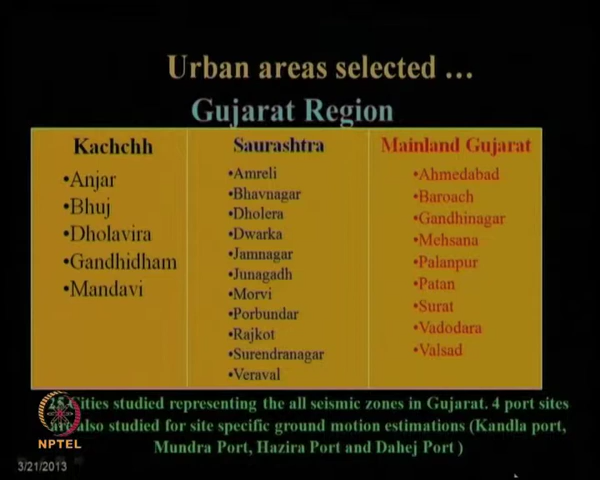 Urban areas selected ...
Gujarat Region
Kachchh
•Anjar
•Bhuj
•Dholavira
•Gandhidham
•Mandavi
Saurashtra
•Amreli
•Bhavnagar
•Dholera
•Dwarka
•Jamnagar
•Junagadh
•Morvi
•Porbundar
•Rajkot
•Surendranagar
•Veraval
Mainland Gujarat
•Ahmedabad
•Baroach
•Gandhinagar
•Mehsana
•Palanpur
•Patan
•Surat
•Vadodara
•Valsad
25 Cities studied representing the all seismic zones in Gujarat. 4 port sites
are also studied for site specific ground motion estimations (Kandla port,
Mundra Port, Hazira Port and Dahej Port )
NPTEL
3/21/2013